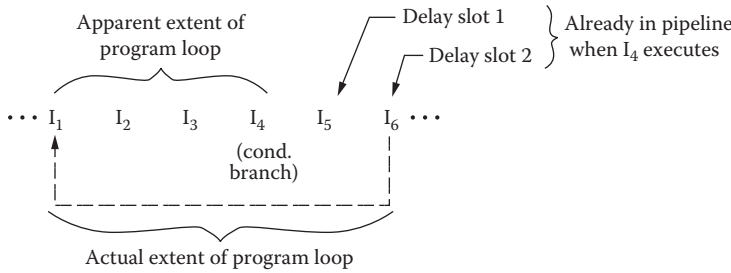 Apparent extent of
program loop
Delay slot 1
Delay slot 2
Already in pipeline
when I4 executes
••• I1 I2 I3 I4 I5 I6 •••
(cond.
branch)
Actual extent of program loop